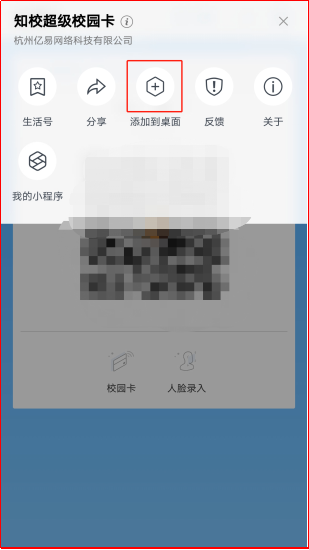 知校超级校园卡
杭州亿易网络科技有限公司
生活号
分享
添加到桌面
反馈
关于
我的小程序
校园卡
人脸录入